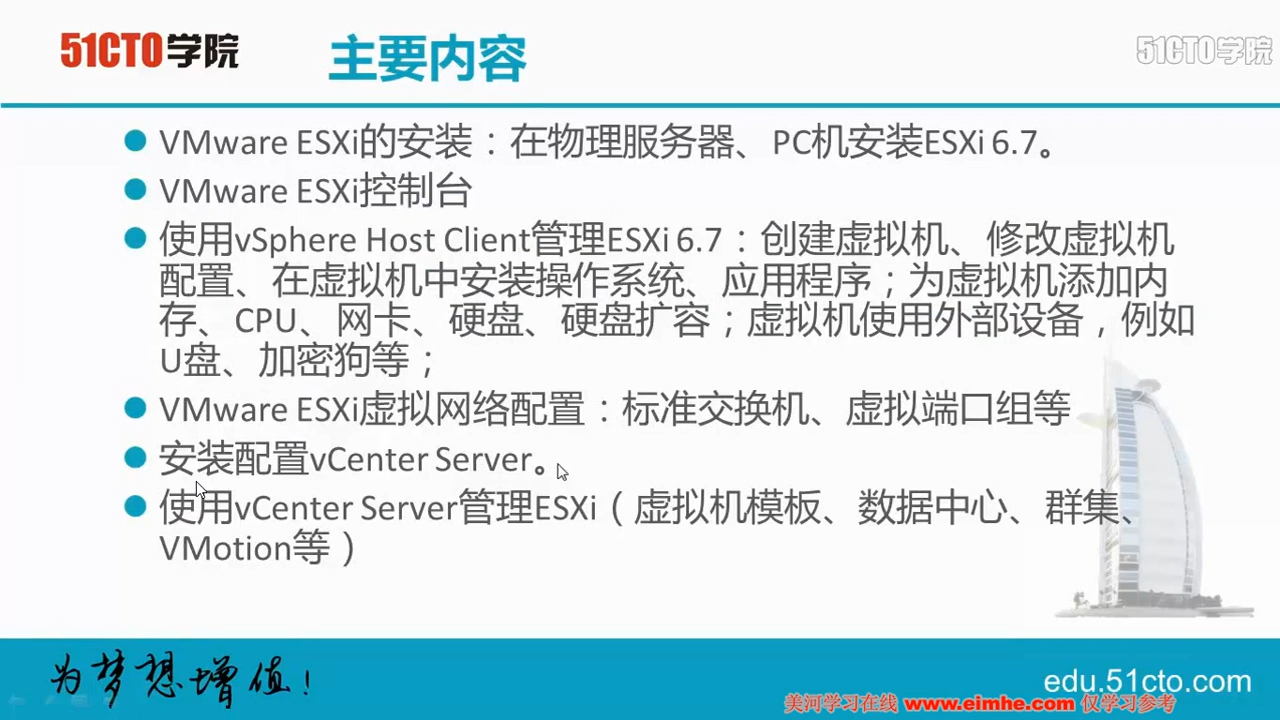 51CTO学院
主要内容
51CTO学院
VMware ESXi的安装：在物理服务器、PC机安装ESXi 6.7。
VMware ESXi控制台
使用vSphere Host Client管理ESXi 6.7：创建虚拟机、修改虚拟机
配置、在虚拟机中安装操作系统、应用程序；为虚拟机添加内
存、CPU、网卡、硬盘、硬盘扩容；虚拟机使用外部设备，例如
U盘、加密狗等；
VMware ESXi虚拟网络配置：标准交换机、虚拟端口组等
安装配置vCenter Server。
使用vCenter Server管理ESXi（虚拟机模板、数据中心、群集、
VMotion等）
为梦想增值！
edu.51cto.com
美河学习在线 www.eimhe.com 仅学习参考